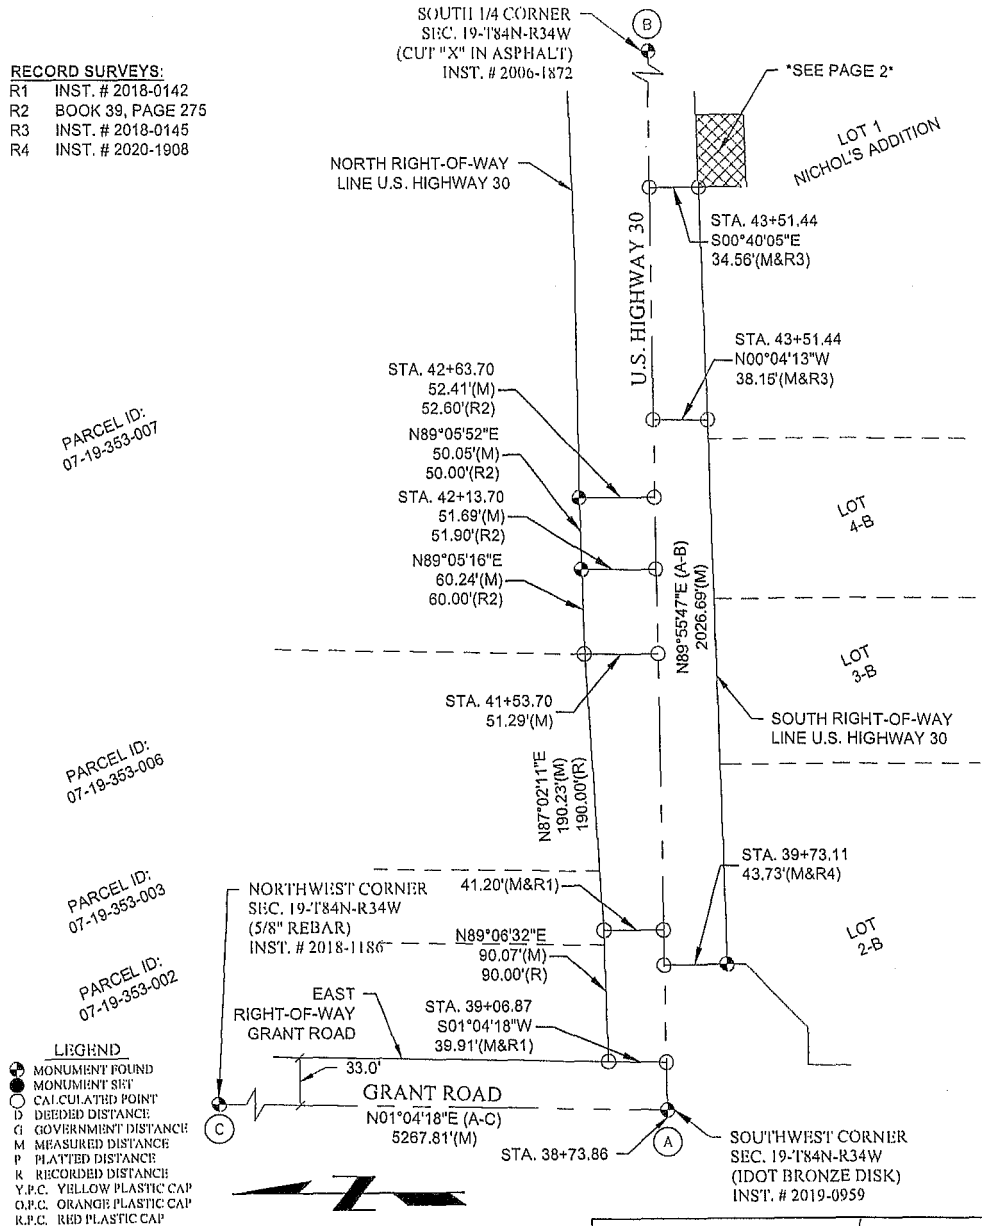 SOUTH 1/4 CORNER
SEC. 19-T84N-R34W
(CUT "X" IN ASPHALT)
INST. # 2006-1872
B
*SEE PAGE 2*
RECORD SURVEYS:
R1 INST. # 2018-0142
R2 BOOK 39, PAGE 275
R3 INST. # 2018-0145
R4 INST. # 2020-1908
LOT 1
NICHOL'S ADDITION
NORTH RIGHT-OF-WAY
LINE U.S. HIGHWAY 30
U.S. HIGHWAY 30
STA. 43+51.44
S00°40'05"E
34.56'(M&R3)
STA. 43+51.44
N00°04'13"W
38.15'(M&R3)
STA. 42+63.70
52.41'(M)
52.60'(R2)
PARCEL ID:
07-19-353-007
N89°05'52"E
50.05'(M)
50.00'(R2)
STA. 42+13.70
51.69'(M)
51.90'(R2)
LOT
4-B
N89°05'16"E
60.24'(M)
60.00'(R2)
N89°55'47"E (A-B)
2026.69'(M)
LOT
3-B
STA. 41+53.70
51.29'(M)
SOUTH RIGHT-OF-WAY
LINE U.S. HIGHWAY 30
PARCEL ID:
07-19-353-006
N87°02'11"E
190.23'(M)
190.00'(R)
STA. 39+73.11
43.73'(M&R4)
PARCEL ID:
07-19-353-003
NORTHWEST CORNER
SEC. 19-T84N-R34W
(5/8" REBAR)
INST. # 2018-1186
41.20'(M&R1)
LOT
2-B
N89°06'32"E
90.07'(M)
90.00'(R)
PARCEL ID:
07-19-353-002
EAST
RIGHT-OF-WAY
GRANT ROAD
STA. 39+06.87
S01°04'18"W
39.91'(M&R1)
LEGEND
MONUMENT FOUND
MONUMENT SET
CALCULATED POINT
D DEEDED DISTANCE
G GOVERNMENT DISTANCE
M MEASURED DISTANCE
P PLATTED DISTANCE
R RECORDED DISTANCE
Y.P.C. YELLOW PLASTIC CAP
O.P.C. ORANGE PLASTIC CAP
R.P.C. RED PLASTIC CAP
33.0'
GRANT ROAD
N01°04'18"E (A-C)
5267.81'(M)
C
STA. 38+73.86
A
SOUTHWEST CORNER
SEC. 19-T84N-R34W
(IDOT BRONZE DISK)
INST. # 2019-0959